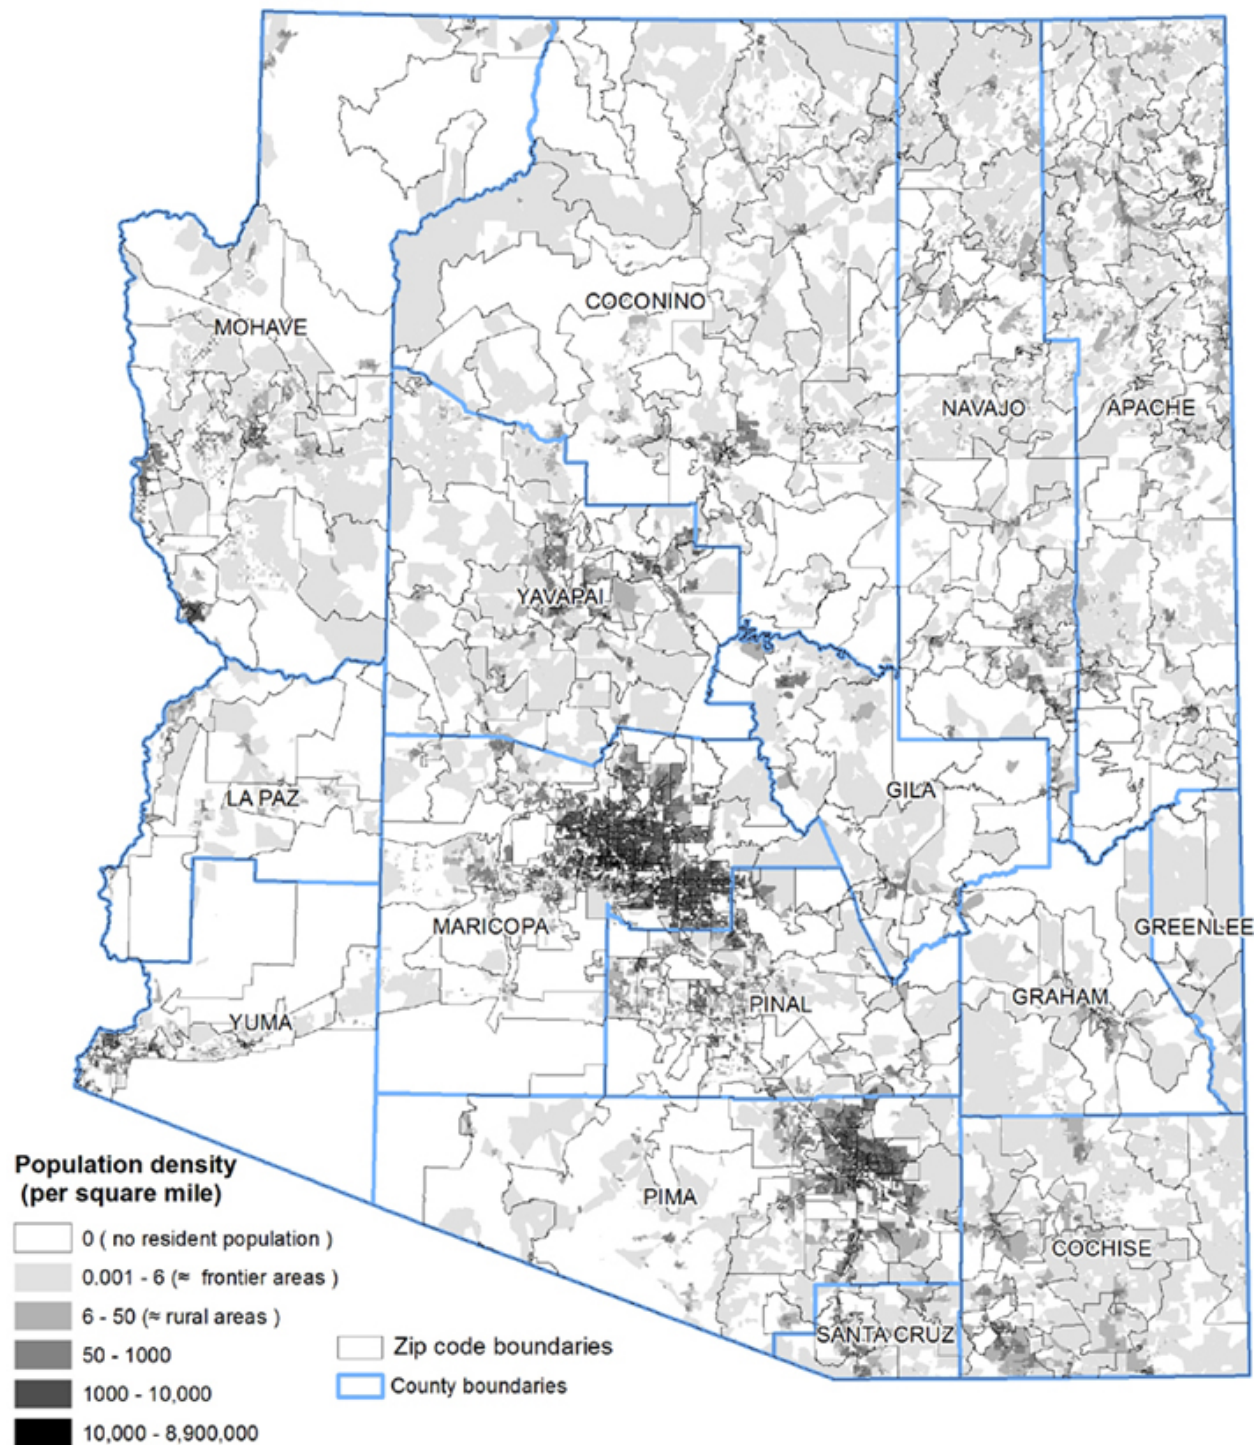 COCONINO
MOHAVE
NAVAJO
APACHE
YAVAPAI
LA PAZ
GILA
MARICOPA
GREENLEE
GRAHAM
PINAL
YUMA
PIMA
COCHISE
SANTA CRUZ
Population density
(per square mile)
0 ( no resident population )
0.001 - 6 (≈ frontier areas )
6 - 50 (≈ rural areas )
50 - 1000
1000 - 10,000
10,000 - 8,900,000
Zip code boundaries
County boundaries